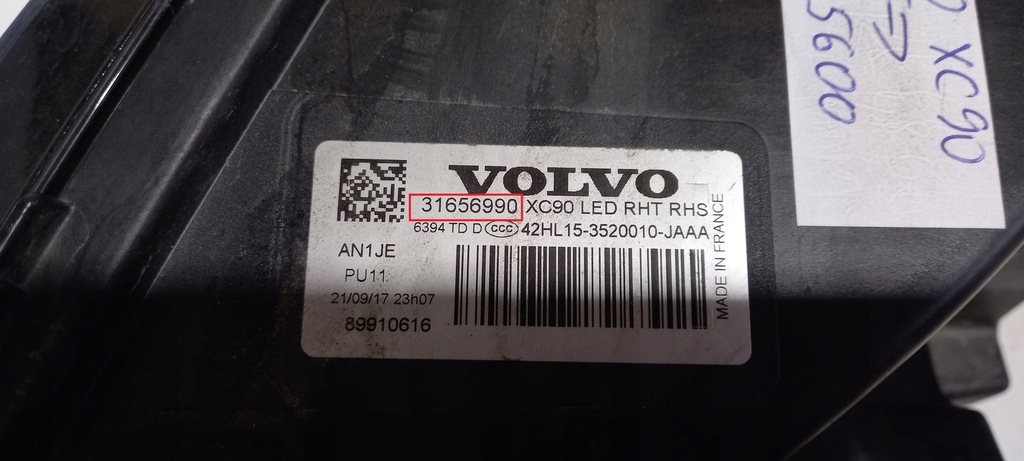 VOLVO
31656990 XC90 LED RHT RHS
6394 TD D CCC 42HL15-3520010-JAAA
AN1JE
PU11
21/09/17 23h07
89910616
MADE IN FRANCE
XC90
5600